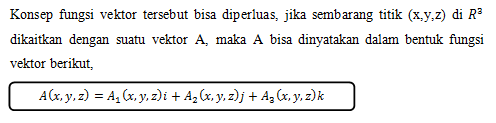 Konsep fungsi vektor tersebut bisa diperluas, jika sembarang titik (x,y,z) di R³
dikaitkan dengan suatu vektor A, maka A bisa dinyatakan dalam bentuk fungsi
vektor berikut,
A(x, y, z) = A₁(x, y, z)i + A₂(x, y, z)j + A₃(x, y, z)k